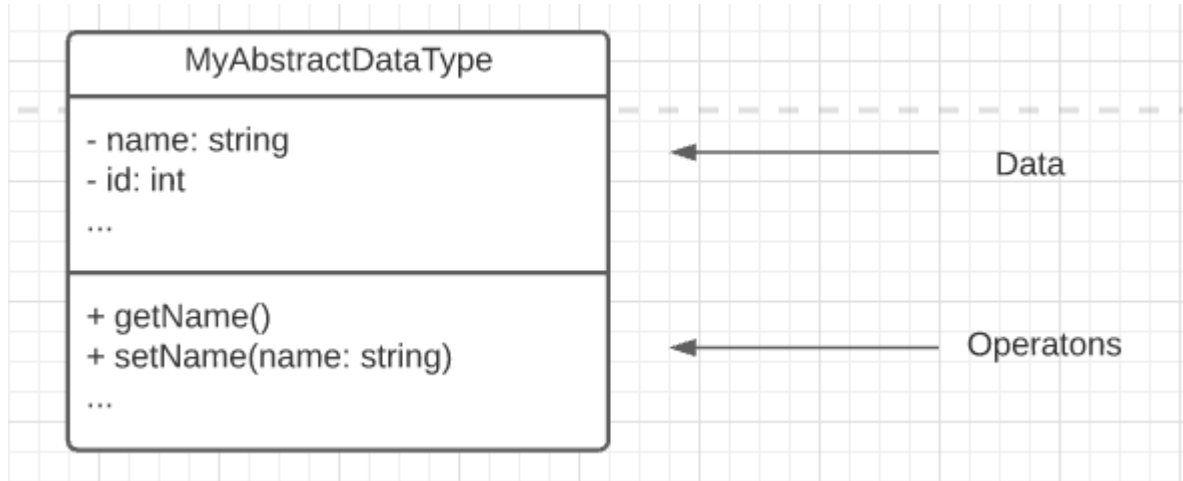 MyAbstractDataType
- name: string
- id: int
...
Data
+ getName()
+ setName(name: string)
...
Operatons